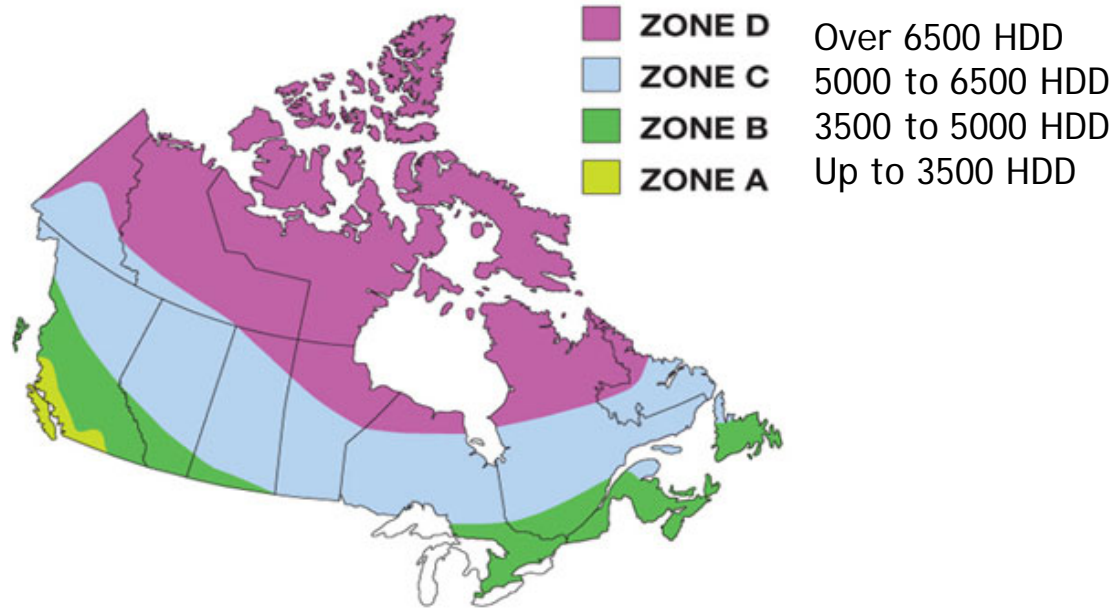 ZONE D Over 6500 HDD
ZONE C 5000 to 6500 HDD
ZONE B 3500 to 5000 HDD
ZONE A Up to 3500 HDD